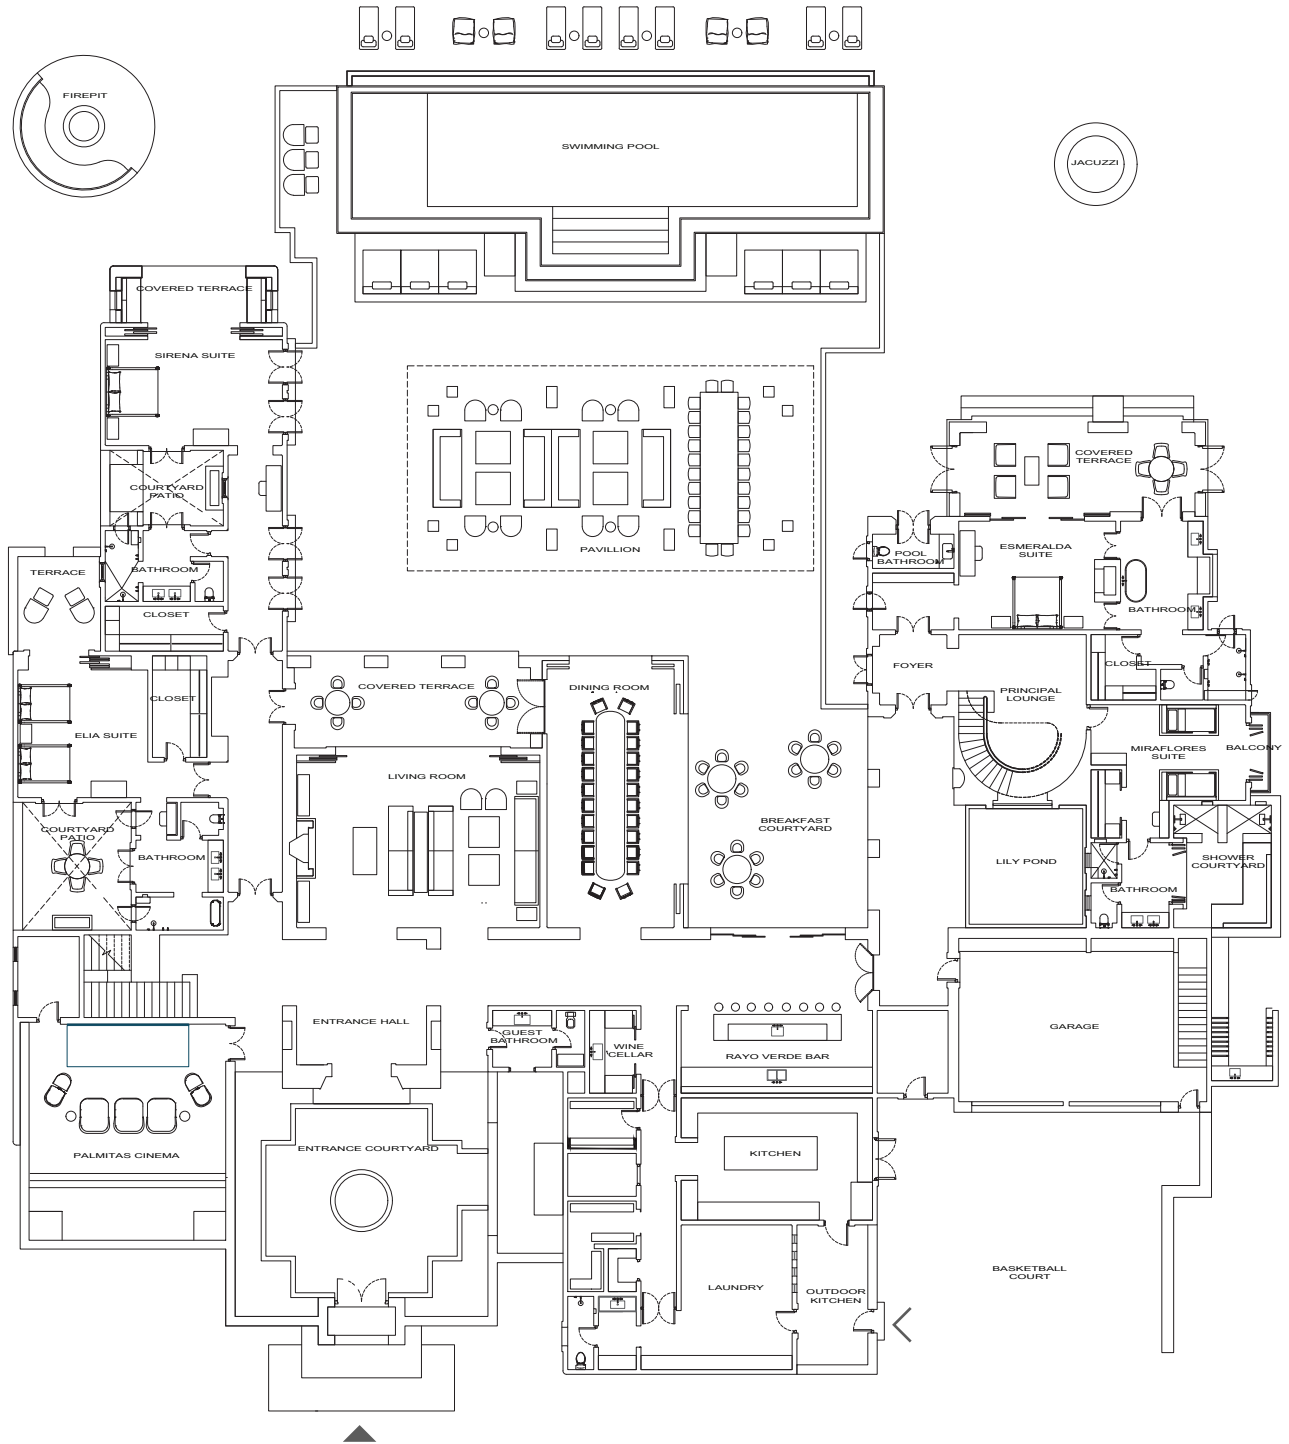 FIREPIT
SWIMMING POOL
JACUZZI
COVERED TERRACE
SIRENA SUITE
COURTYARD
PATIO
BATHROOM
CLOSET
TERRACE
PAVILLION
COVERED
TERRACE
ESMERALDA
SUITE
POOL
BATHROOM
BATHROOM
FOYER
CLOSET
PRINCIPAL
LOUNGE
MIRAFLORES
SUITE
BALCONY
CLOSET
ELIA SUITE
COVERED TERRACE
DINING ROOM
LIVING ROOM
BREAKFAST
COURTYARD
COURTYARD
PATIO
BATHROOM
LILY POND
SHOWER
COURTYARD
BATHROOM
ENTRANCE HALL
GUEST
BATHROOM
WINE
CELLAR
RAYO VERDE BAR
GARAGE
PALMITAS CINEMA
ENTRANCE COURTYARD
KITCHEN
LAUNDRY
OUTDOOR
KITCHEN
BASKETBALL
COURT